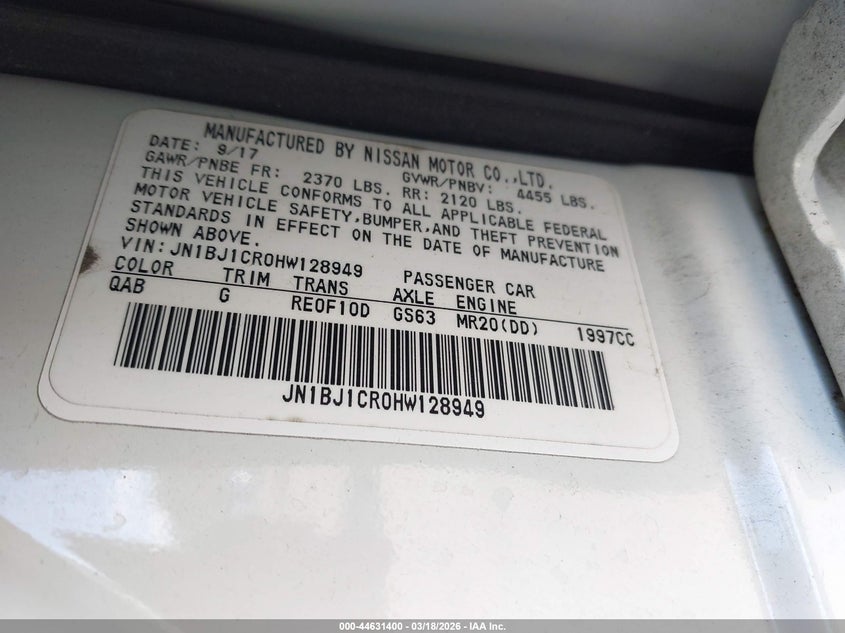 MANUFACTURED BY NISSAN MOTOR CO.,LTD.
DATE: 9/17 GVWR/PNBV: 4455 LBS.
GAWR/PNBE FR: 2370 LBS. RR: 2120 LBS.
THIS VEHICLE CONFORMS TO ALL APPLICABLE FEDERAL
MOTOR VEHICLE SAFETY,BUMPER,AND THEFT PREVENTION
STANDARDS IN EFFECT ON THE DATE OF MANUFACTURE
SHOWN ABOVE.
VIN:JN1BJ1CR0HW128949 PASSENGER CAR
COLOR TRIM TRANS AXLE ENGINE
QAB G RE0F10D GS63 MR20(DD) 1997CC
JN1BJ1CR0HW128949
000-44631400 — 03/18/2026 — IAA Inc.